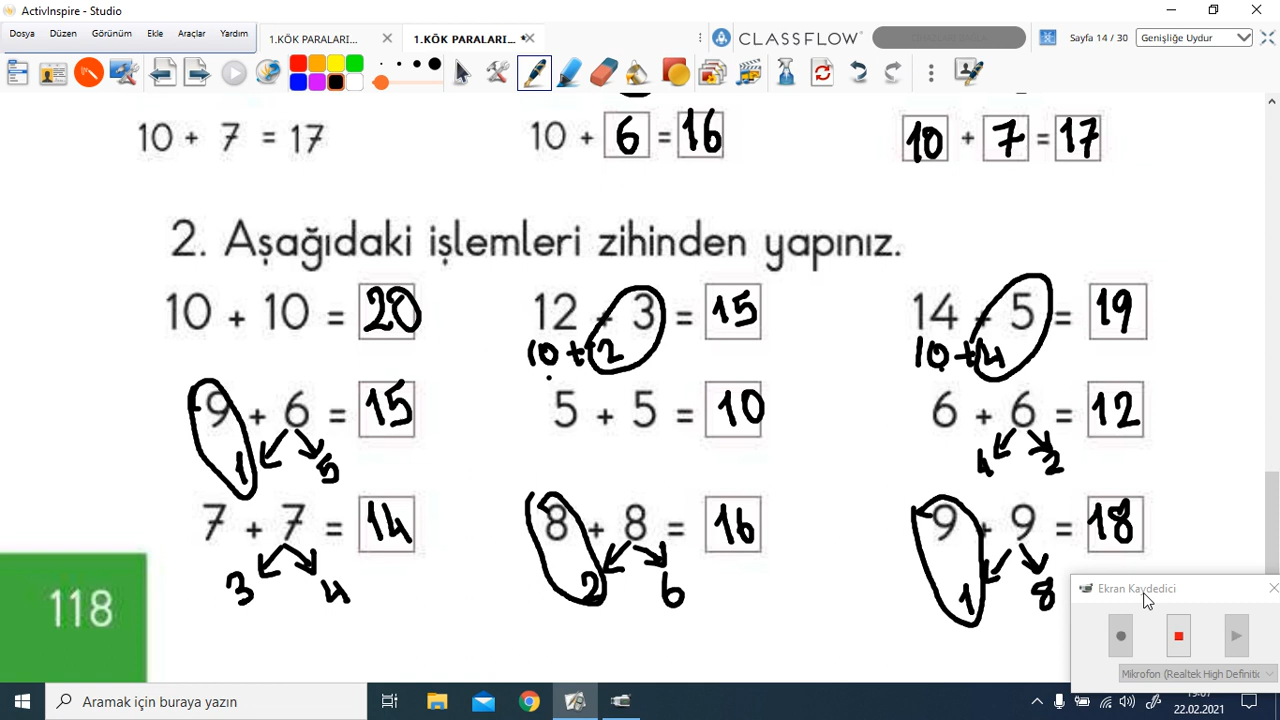 ActivInspire - Studio
Dosya Düzen Görünüm Ekle Araçlar Yardım
1.KÖK PARALARI... 1.KÖK PARALARI ... *
CLASSFLOW
Sayfa 14 / 30
Genişliğe Uydur
10 + 7 = 17
10 + 6 = 16
10 + 7 = 17
2. Aşağıdaki işlemleri zihinden yapınız.
10 + 10 = 20
12 + 3 = 15
14 + 5 = 19
10 + 2
10 + 4
9 + 6 = 15
5 + 5 = 10
6 + 6 = 12
1 5
4 2
7 + 7 = 14
8 + 8 = 16
9 + 9 = 18
3 4
2 6
1 8
118
Ekran Kaydedici
Mikrofon (Realtek High Definitic
Aramak için buraya yazın
19:07
22.02.2021